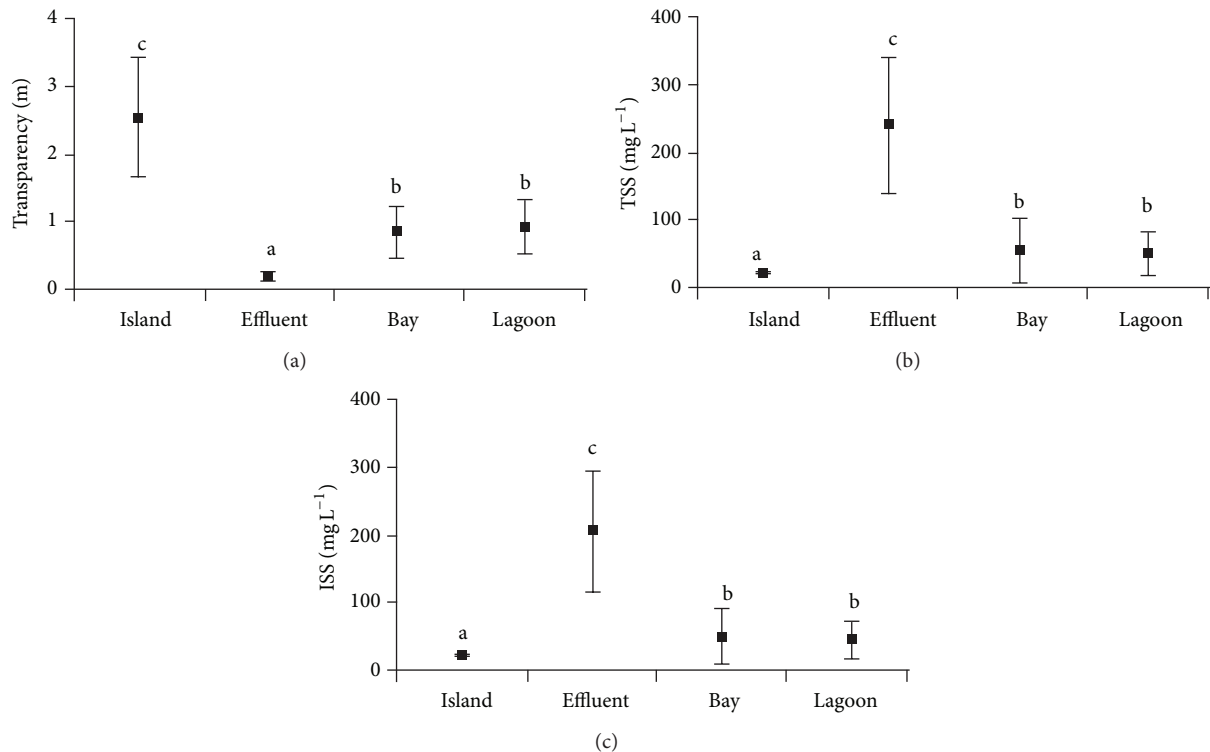 Transparency (m)
4
3
2
1
0
c
a
b
b
Island Effluent Bay Lagoon
(a)
TSS (mg L⁻¹)
400
300
200
100
0
a
c
b
b
Island Effluent Bay Lagoon
(b)
ISS (mg L⁻¹)
400
300
200
100
0
a
c
b
b
Island Effluent Bay Lagoon
(c)